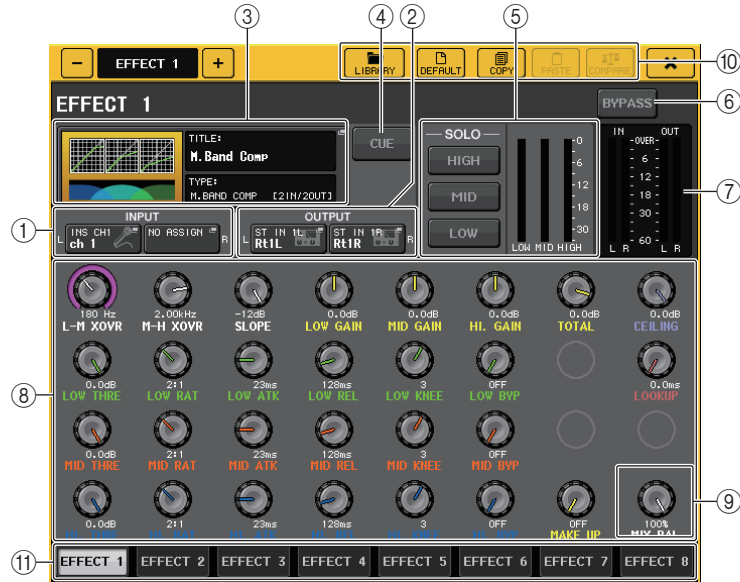 ③ ④ ② ⑤
− EFFECT 1 + LIBRARY DEFAULT COPY PASTE COMPARE ×
⑩
EFFECT 1
BYPASS
⑥
TITLE:
M.Band Comp
TYPE:
M.BAND COMP [2IN/2OUT]
CUE
SOLO
HIGH
MID
LOW
0
-6
-12
-18
-30
LOW MID HIGH
IN OUT
-OVER-
- 6 -
- 12 -
- 18 -
- 30 -
- 60 -
L R L R
⑦
①
INPUT
L INS CH1 NO ASSIGN R
ch 1
OUTPUT
L ST IN 1L ST IN 1R R
Rt1L Rt1R
⑧
180 Hz 2.00kHz -12dB 0.0dB 0.0dB 0.0dB 0.0dB 0.0dB
L-M XOVR M-H XOVR SLOPE LOW GAIN MID GAIN HI. GAIN TOTAL CEILING
0.0dB 2:1 23ms 128ms 3 OFF 0.0ms
LOW THRE LOW RAT LOW ATK LOW REL LOW KNEE LOW BYP LOOKUP
0.0dB 2:1 23ms 128ms 3 OFF
MID THRE MID RAT MID ATK MID REL MID KNEE MID BYP
⑨
0.0dB 2:1 23ms 128ms 3 OFF OFF 100%
MAKE UP MIX BAL
⑪
EFFECT 1 EFFECT 2 EFFECT 3 EFFECT 4 EFFECT 5 EFFECT 6 EFFECT 7 EFFECT 8